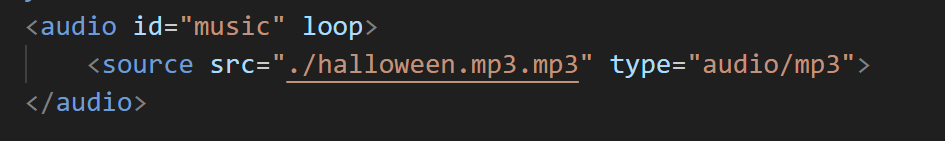 <audio id="music" loop>
<source src="./halloween.mp3.mp3" type="audio/mp3">
</audio>